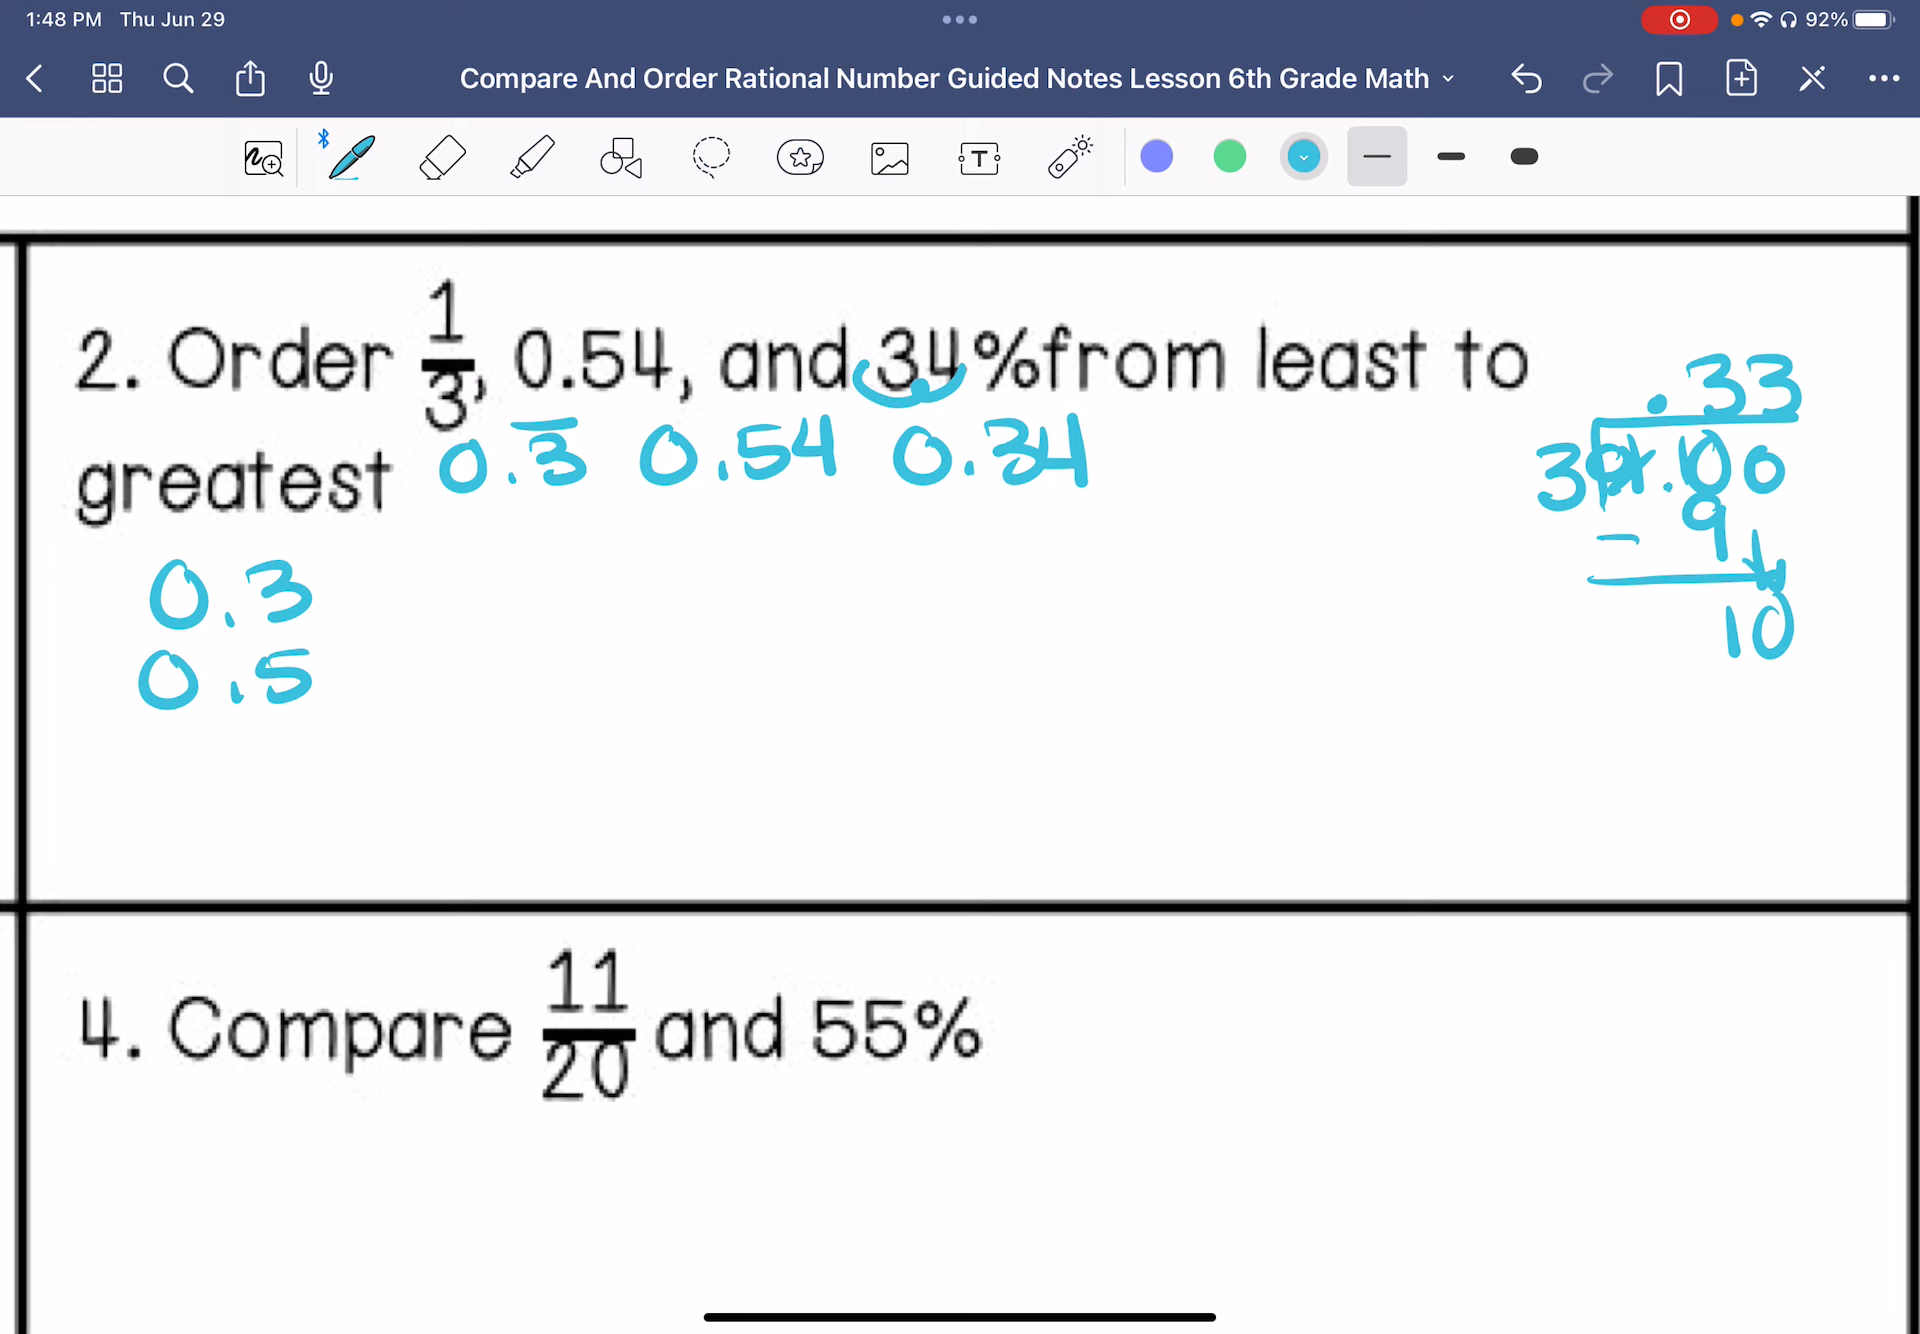 1:48 PM Thu Jun 29
92%
Compare And Order Rational Number Guided Notes Lesson 6th Grade Math
2. Order 1/3, 0.54, and 34% from least to
greatest
0.3̅ 0.54 0.34
0.3
0.5
.33
3 01.100
- 9
10
4. Compare 11/20 and 55%